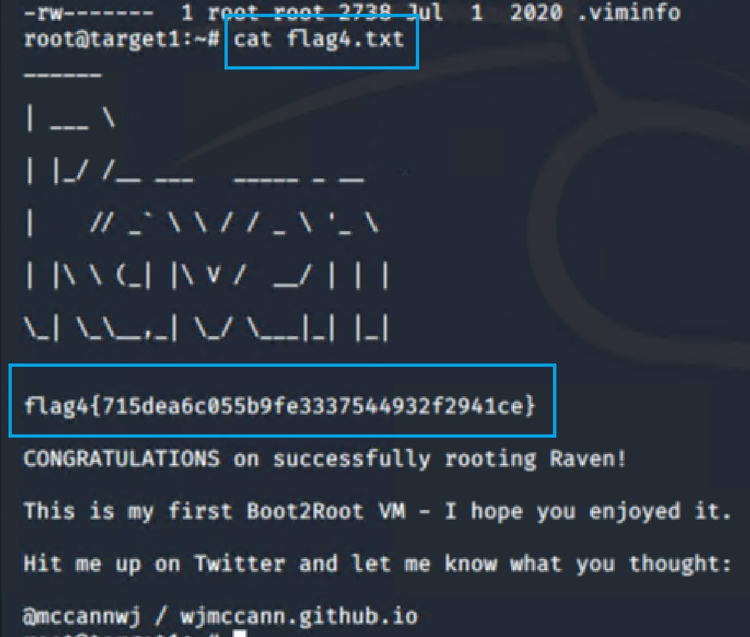 -rw------- 1 root root 2738 Jul 1 2020 .viminfo
root@target1:~# cat flag4.txt
______
| ___ \
| |_/ /__ ___   _____ _ __
|    // _` \ \ / / _ \ '_ \
| |\ \ (_| |\ V /  __/ | | |
\_| \_\__,_| \_/ \___|_| |_|
flag4{715dea6c055b9fe3337544932f2941ce}
CONGRATULATIONS on successfully rooting Raven!
This is my first Boot2Root VM - I hope you enjoyed it.
Hit me up on Twitter and let me know what you thought:
@mccannwj / wjmccann.github.io
root@target1:~#